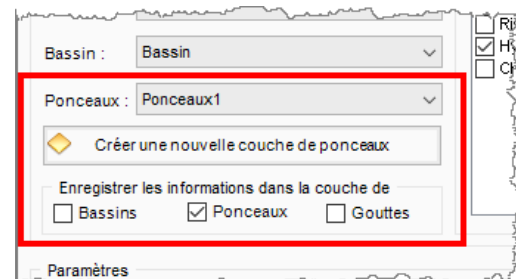 Bassin : Bassin
Ponceaux : Ponceaux1
Créer une nouvelle couche de ponceaux
Enregistrer les informations dans la couche de
Bassins Ponceaux Gouttes
Paramètres